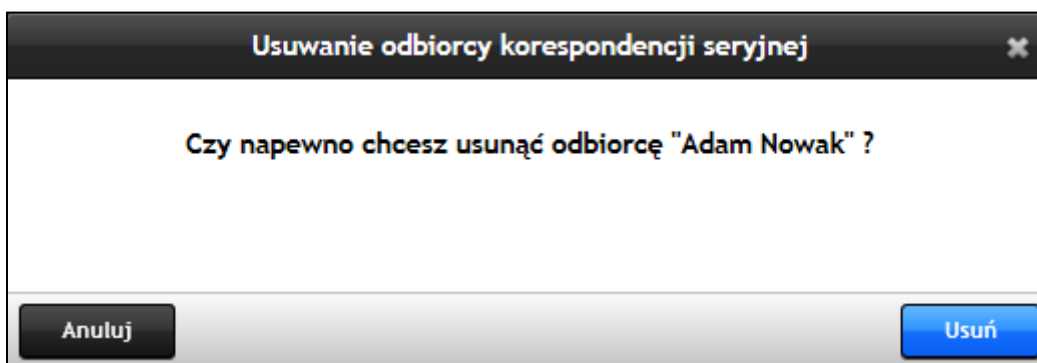 Usuwanie odbiorcy korespondencji seryjnej
Czy napewno chcesz usunąć odbiorcę "Adam Nowak" ?
Anuluj
Usuń